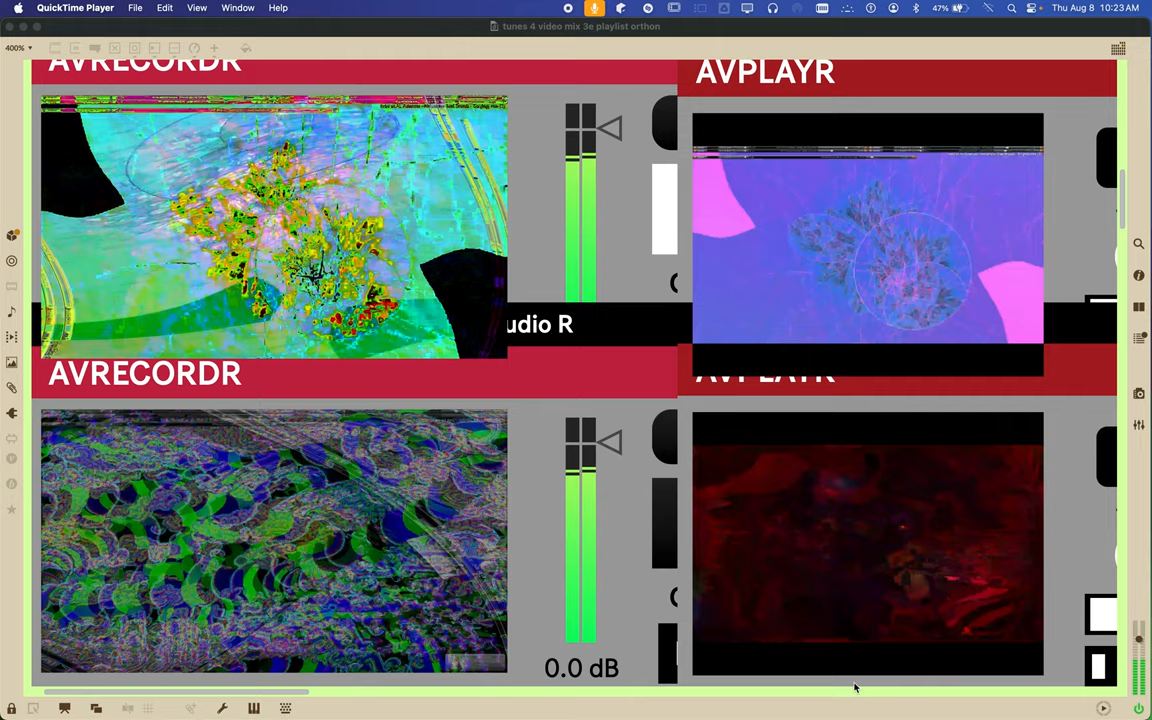 QuickTime Player File Edit View Window Help 47% Thu Aug 8 10:23 AM
tunes 4 video mix 3e playlist orthon
400%
AVRECORDR
AVPLAYR
udio R
AVRECORDR
AVPLAYR
0.0 dB